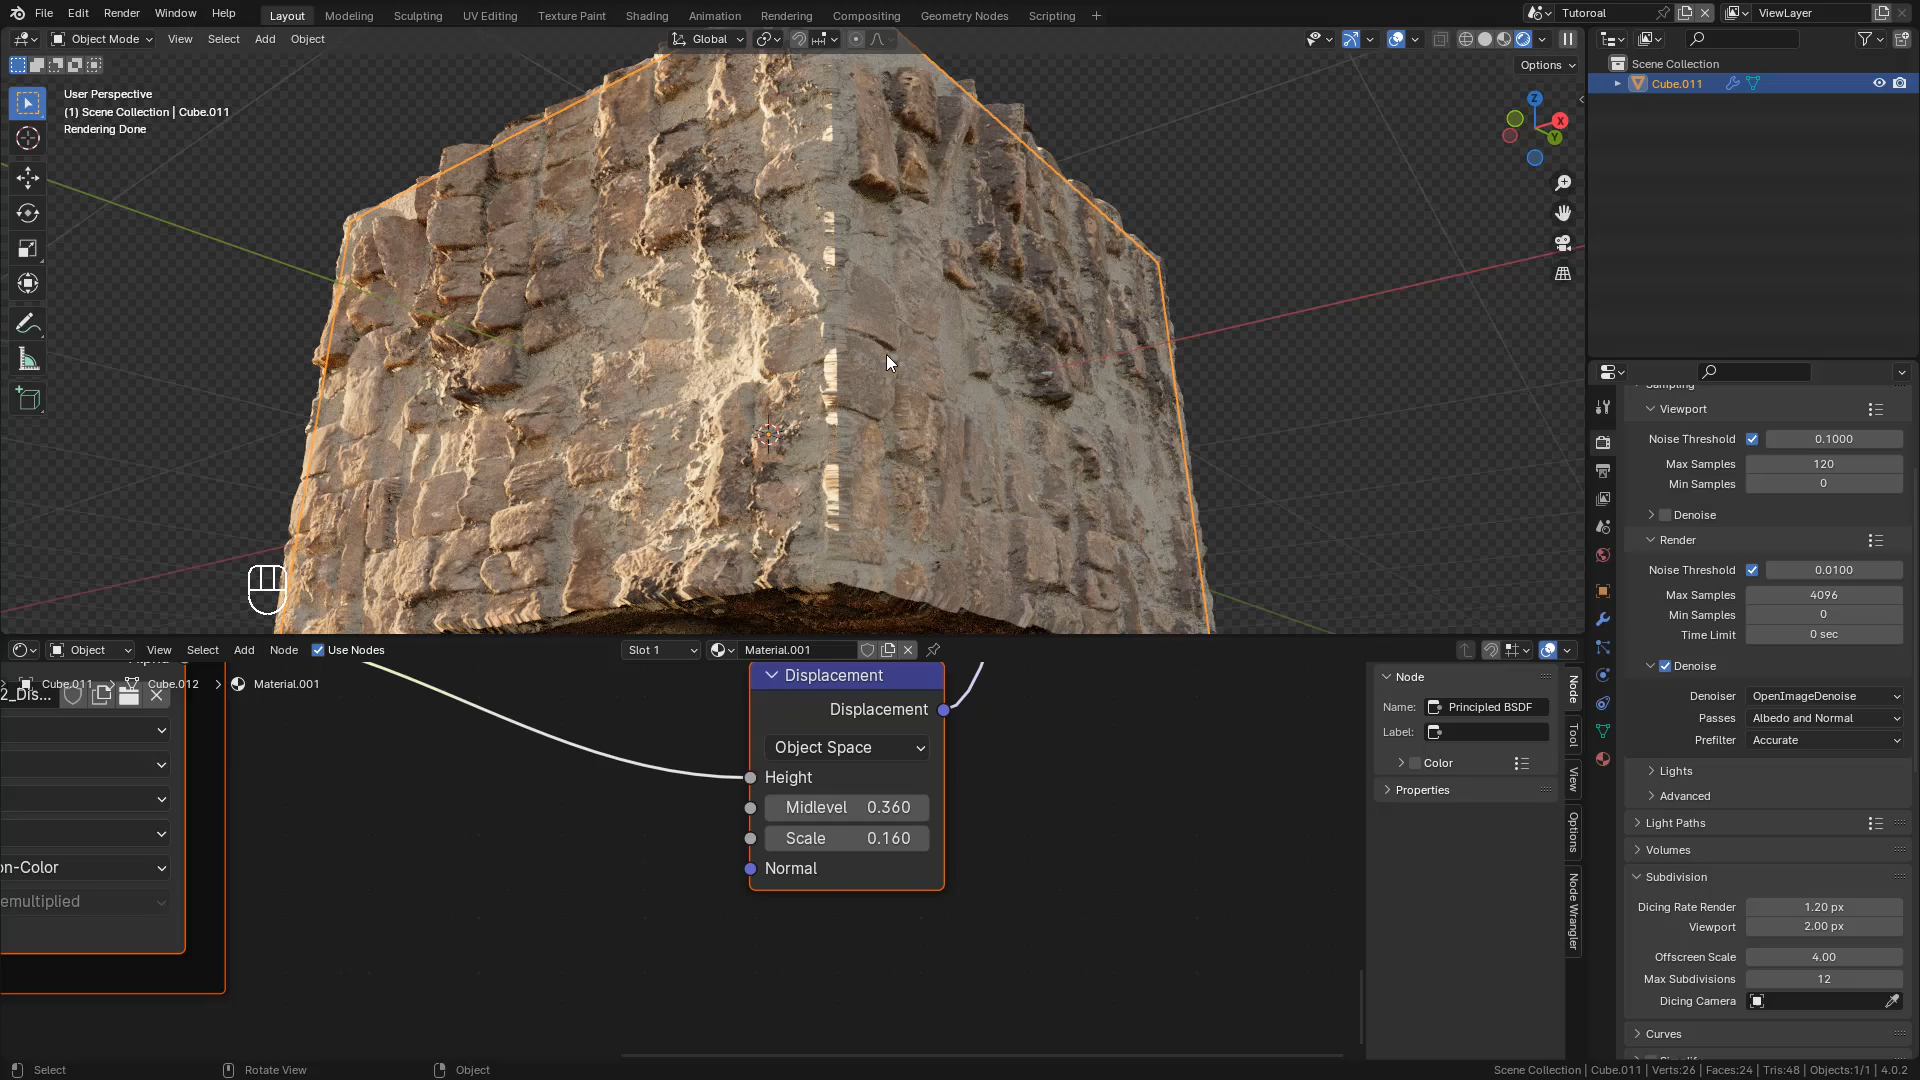 File Edit Render Window Help
Layout Modeling Sculpting UV Editing Texture Paint Shading Animation Rendering Compositing Geometry Nodes Scripting +
Tutoroal
ViewLayer
Object Mode View Select Add Object
Global
Options
User Perspective
(1) Scene Collection | Cube.011
Rendering Done
Z
X
Y
Scene Collection
Cube.011
Sampling
Viewport
Noise Threshold 0.1000
Max Samples 120
Min Samples 0
Denoise
Render
Noise Threshold 0.0100
Max Samples 4096
Min Samples 0
Time Limit 0 sec
Denoise
Denoiser OpenImageDenoise
Passes Albedo and Normal
Prefilter Accurate
Lights
Advanced
Light Paths
Volumes
Subdivision
Dicing Rate Render 1.20 px
Viewport 2.00 px
Offscreen Scale 4.00
Max Subdivisions 12
Dicing Camera
Curves
Object View Select Add Node Use Nodes
Slot 1
Material.001
Cube.011 > Cube.012 > Material.001
2_Dis...
on-Color
emultiplied
Displacement
Displacement
Object Space
Height
Midlevel 0.360
Scale 0.160
Normal
Node
Name: Principled BSDF
Label:
Color
Properties
Node
Tool
View
Options
Node Wrangler
Select
Rotate View
Object
Scene Collection | Cube.011 | Verts:26 | Faces:24 | Tris:48 | Objects:1/1 | 4.0.2